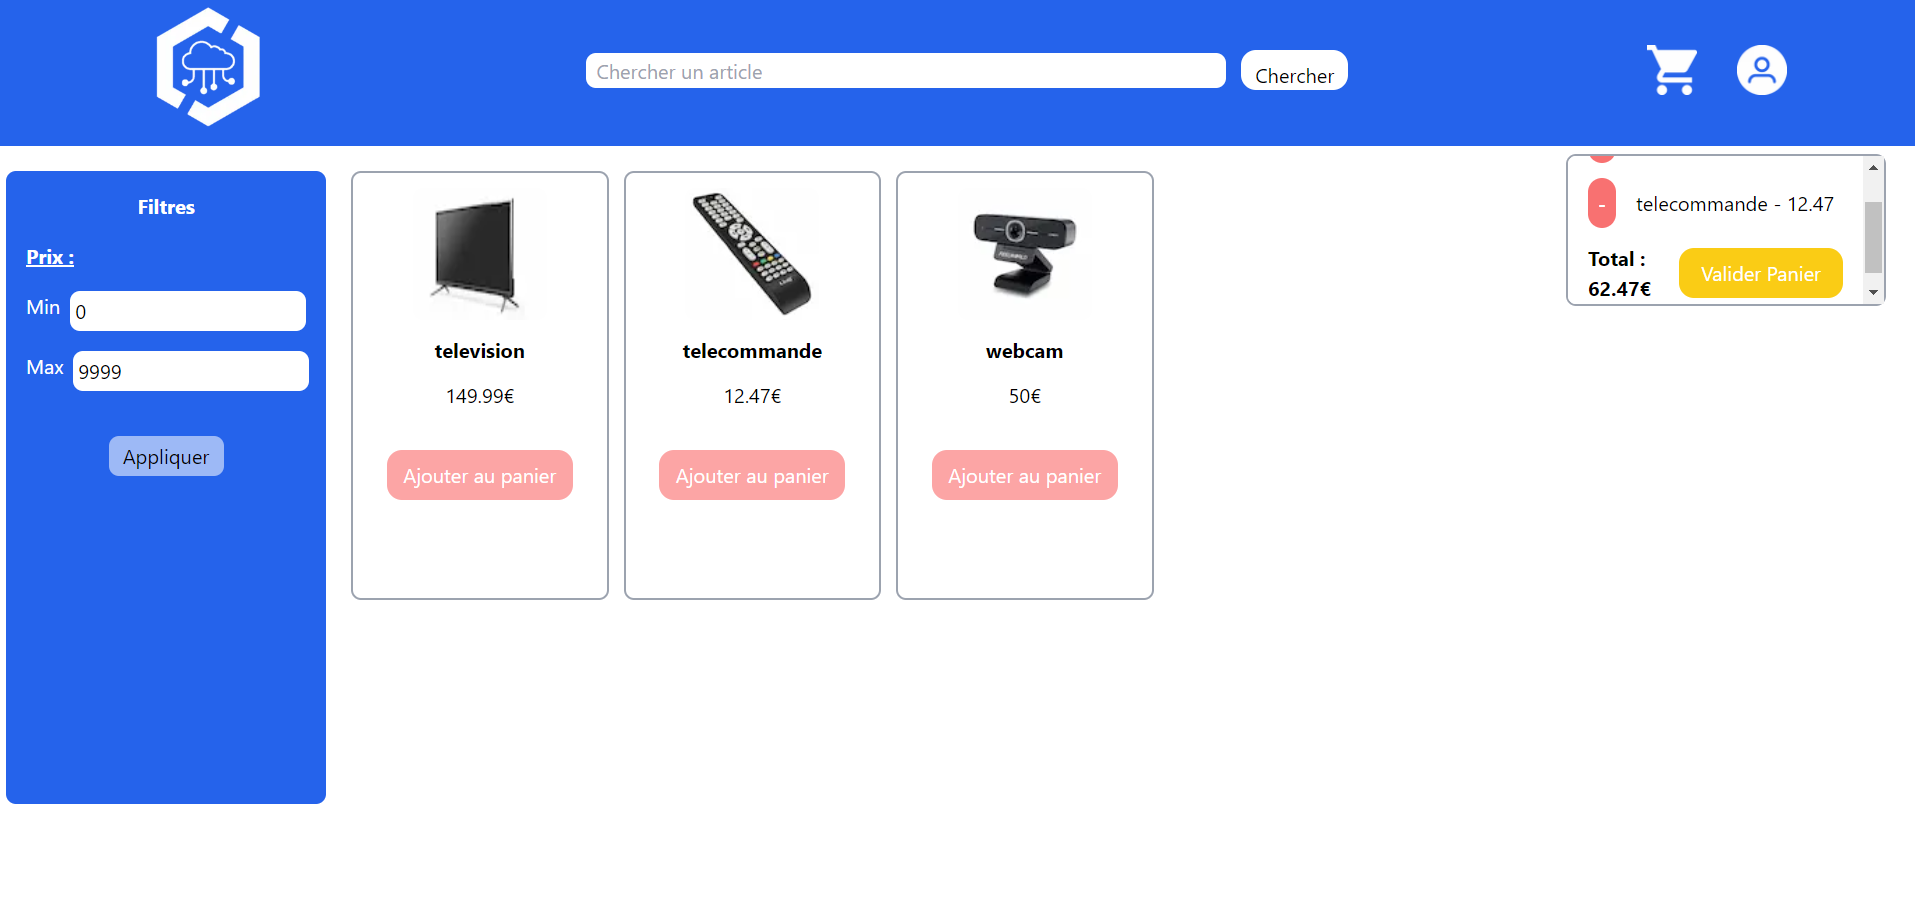 Chercher un article
Chercher
Filtres
Prix :
Min 0
Max 9999
Appliquer
television
149.99€
Ajouter au panier
telecommande
12.47€
Ajouter au panier
webcam
50€
Ajouter au panier
- telecommande - 12.47
Total :
62.47€
Valider Panier